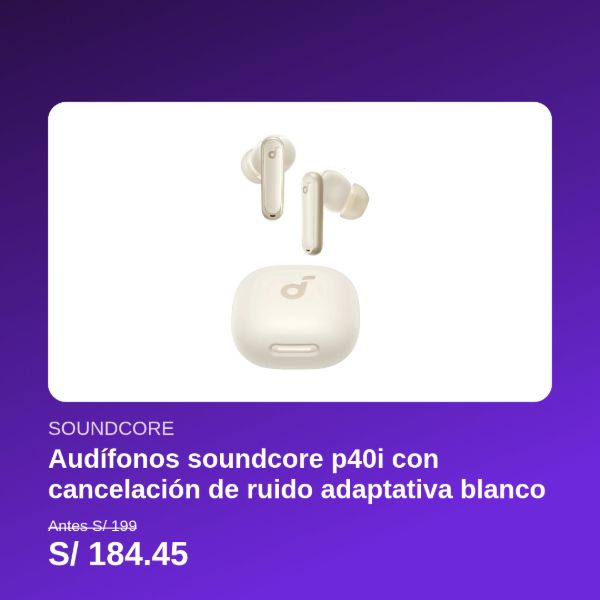 SOUNDCORE
Audífonos soundcore p40i con
cancelación de ruido adaptativa blanco
Antes S/ 199
S/ 184.45